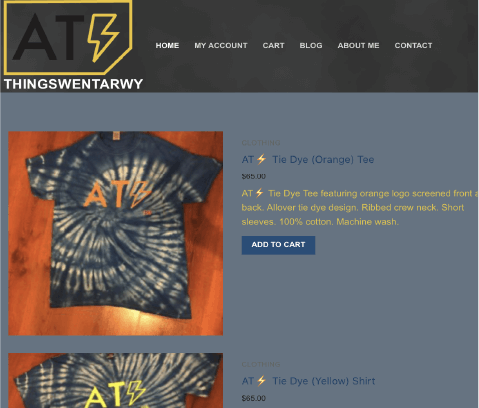 AT⚡
THINGSWENTARWY
HOME MY ACCOUNT CART BLOG ABOUT ME CONTACT
AT⚡
CLOTHING
AT⚡ Tie Dye (Orange) Tee
$65.00
AT⚡ Tie Dye Tee featuring orange logo screened front a
back. Allover tie dye design. Ribbed crew neck. Short
sleeves. 100% cotton. Machine wash.
ADD TO CART
AT⚡
CLOTHING
AT⚡ Tie Dye (Yellow) Shirt
$65.00